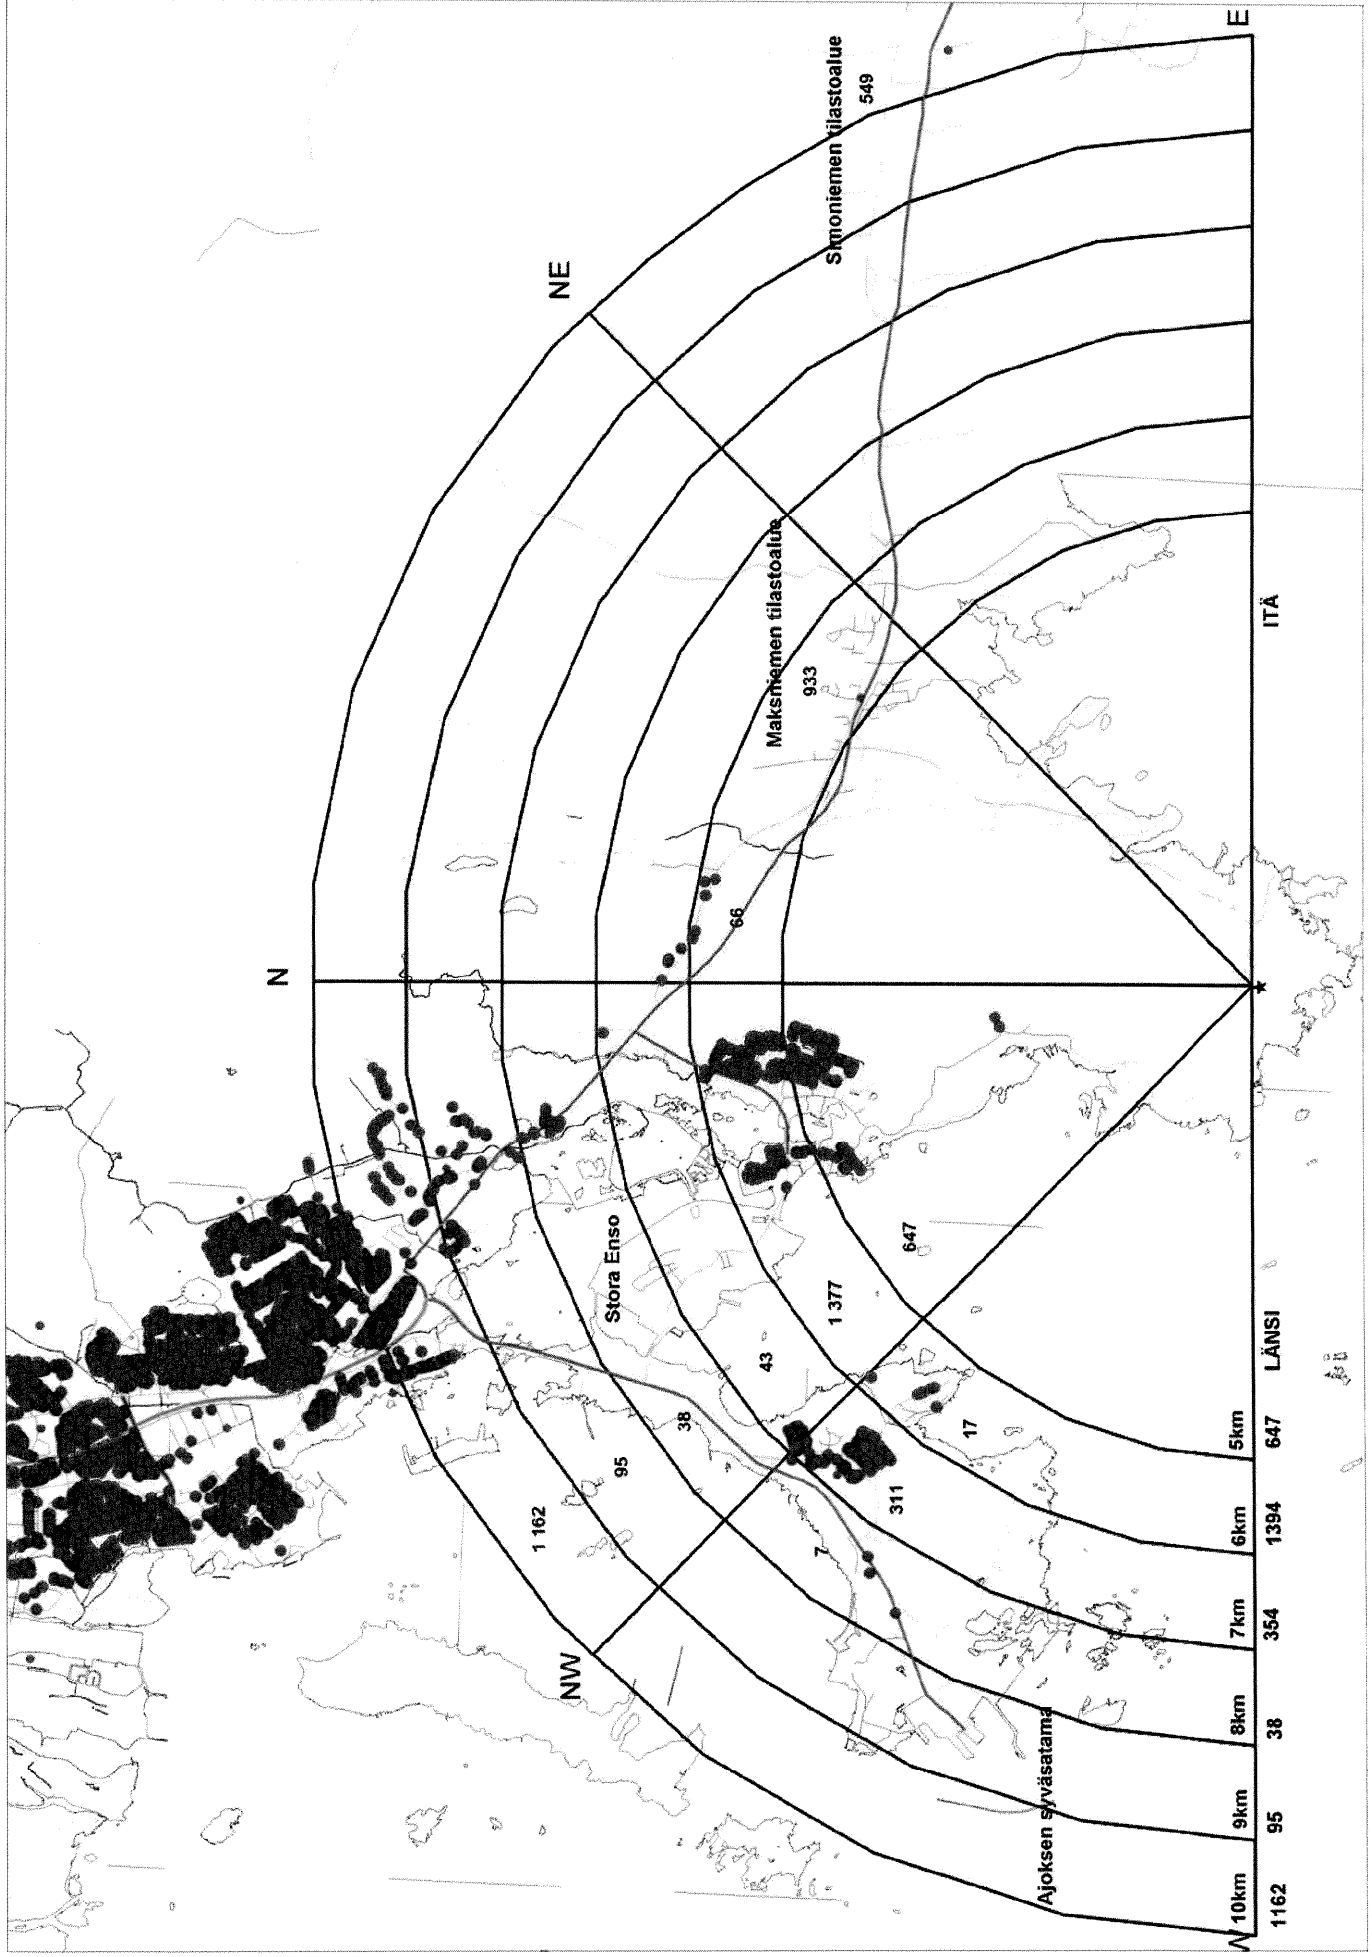 N
NW
NE
W
E
Simoniemen tilastoalue
549
Maksniemen tilastoalue
933
66
Stora Enso
1 162
95
38
43
1 377
647
7
311
17
Ajoksen syväsatama
10km
9km
8km
7km
6km
5km
1162
95
38
354
1394
647
LÄNSI
ITÄ